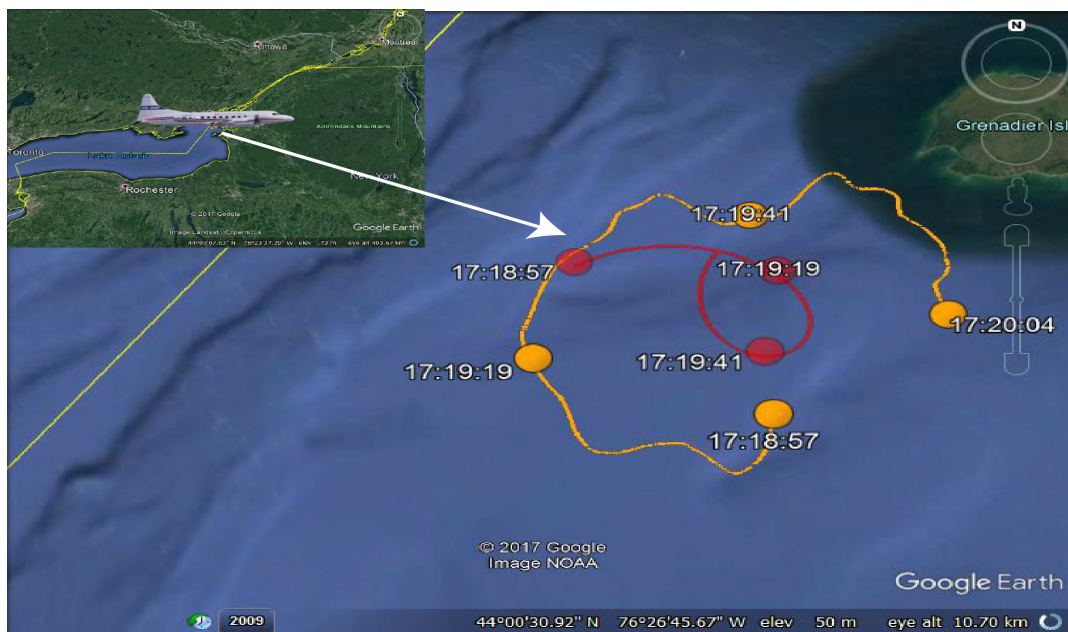 Ottawa
Montreal
Adirondack Mountains
Toronto
Lake Ontario
New York
Rochester
© 2017 Google
Image Landsat / Copernicus
Google Earth
N
Grenadier Isl
17:19:41
17:18:57
17:19:19
17:20:04
17:19:41
17:19:19
17:18:57
© 2017 Google
Image NOAA
Google Earth
2009
44°00'30.92" N 76°26'45.67" W elev 50 m eye alt 10.70 km